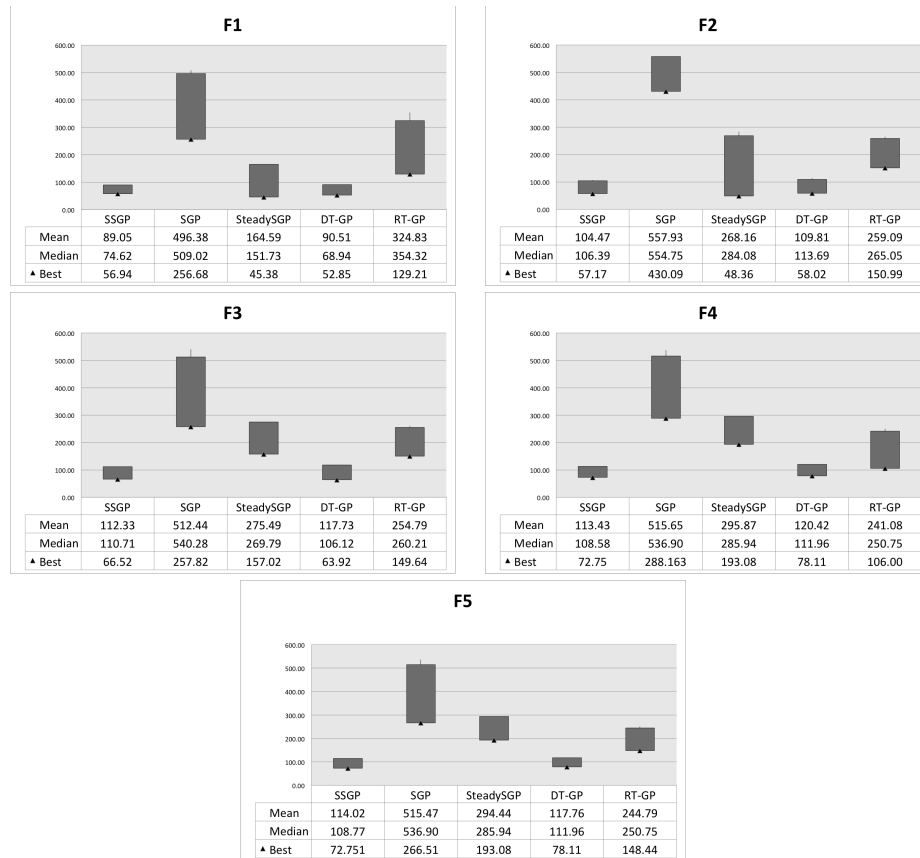 F1
600.00
500.00
400.00
300.00
200.00
100.00
0.00
SSGP SGP SteadySGP DT-GP RT-GP
Mean 89.05 496.38 164.59 90.51 324.83
Median 74.62 509.02 151.73 68.94 354.32
▲ Best 56.94 256.68 45.38 52.85 129.21
F2
600.00
500.00
400.00
300.00
200.00
100.00
0.00
SSGP SGP SteadySGP DT-GP RT-GP
Mean 104.47 557.93 268.16 109.81 259.09
Median 106.39 554.75 284.08 113.69 265.05
▲ Best 57.17 430.09 48.36 58.02 150.99
F3
600.00
500.00
400.00
300.00
200.00
100.00
0.00
SSGP SGP SteadySGP DT-GP RT-GP
Mean 112.33 512.44 275.49 117.73 254.79
Median 110.71 540.28 269.79 106.12 260.21
▲ Best 66.52 257.82 157.02 63.92 149.64
F4
600.00
500.00
400.00
300.00
200.00
100.00
0.00
SSGP SGP SteadySGP DT-GP RT-GP
Mean 113.43 515.65 295.87 120.42 241.08
Median 108.58 536.90 285.94 111.96 250.75
▲ Best 72.75 288.163 193.08 78.11 106.00
F5
600.00
500.00
400.00
300.00
200.00
100.00
0.00
SSGP SGP SteadySGP DT-GP RT-GP
Mean 114.02 515.47 294.44 117.76 244.79
Median 108.77 536.90 285.94 111.96 250.75
▲ Best 72.751 266.51 193.08 78.11 148.44